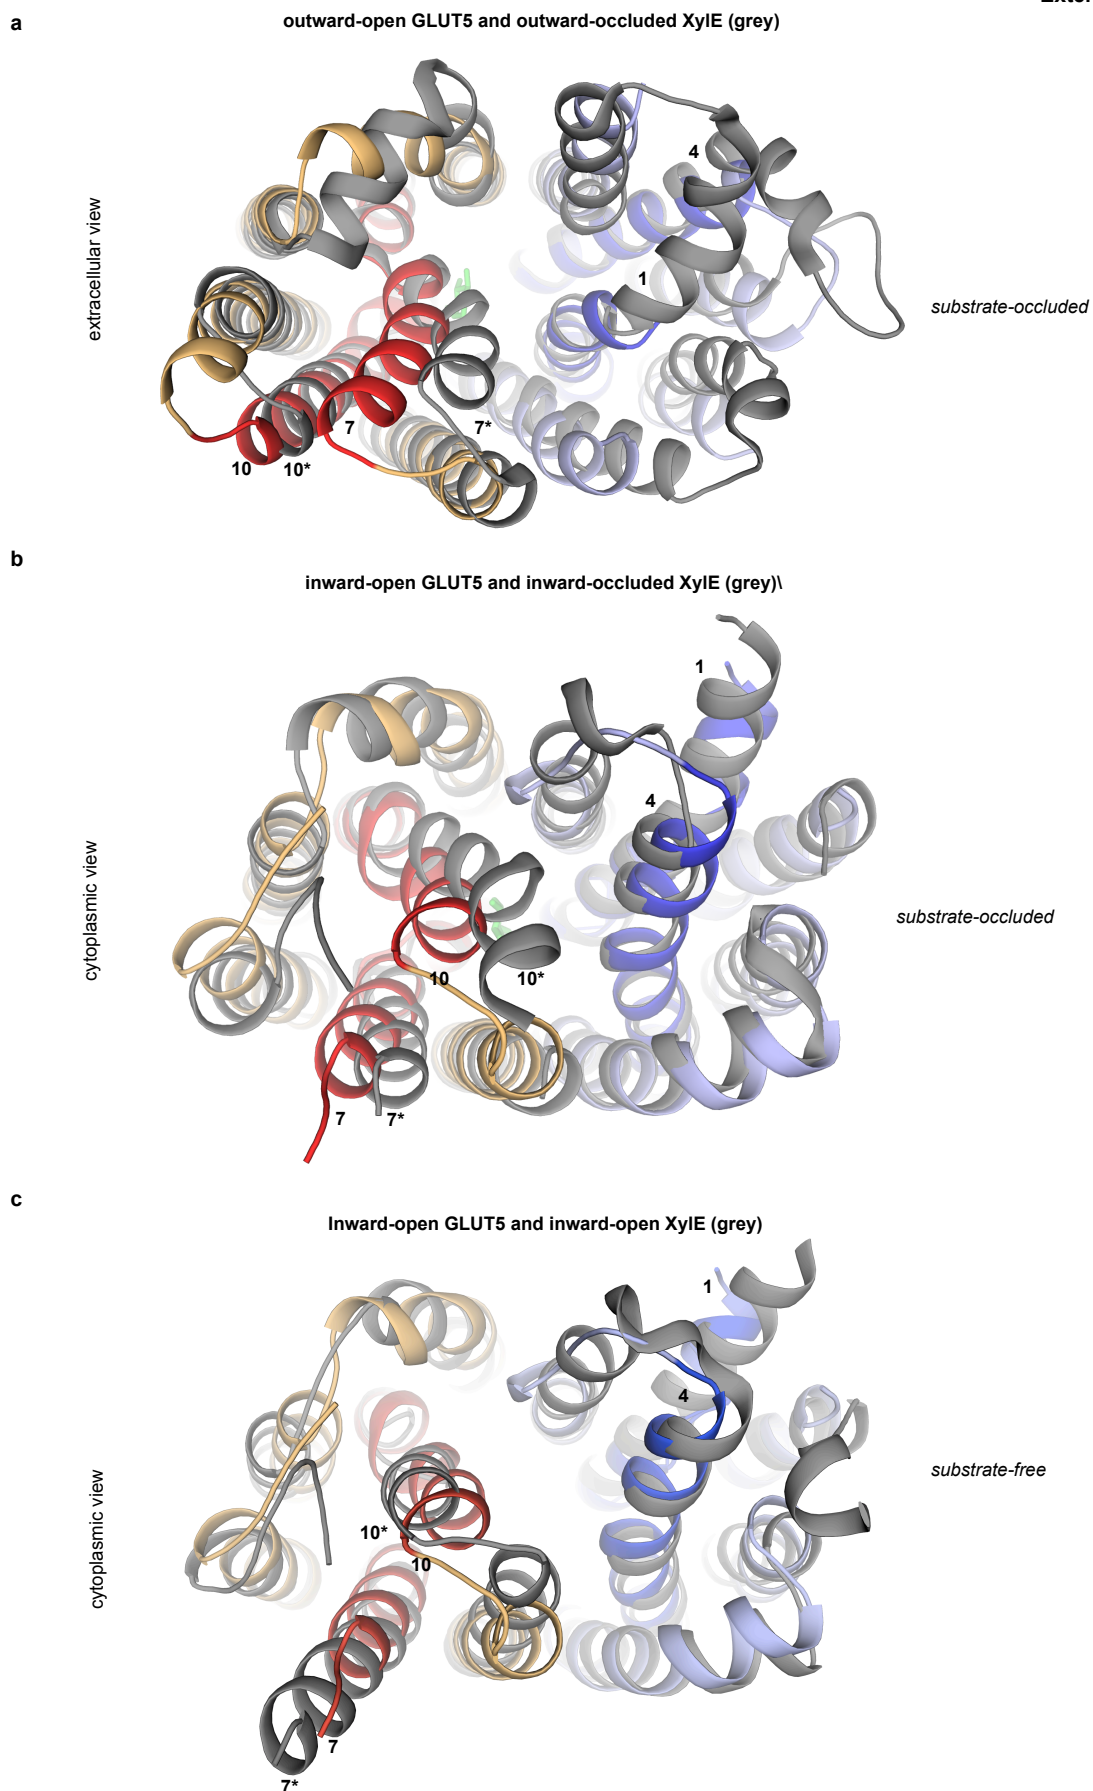 Exter
a
outward-open GLUT5 and outward-occluded XylE (grey)
extracellular view
4
1
substrate-occluded
7
7*
10
10*
b
inward-open GLUT5 and inward-occluded XylE (grey)\
1
4
cytoplasmic view
substrate-occluded
10
10*
7
7*
c
Inward-open GLUT5 and inward-open XylE (grey)
1
4
cytoplasmic view
substrate-free
10*
10
7
7*